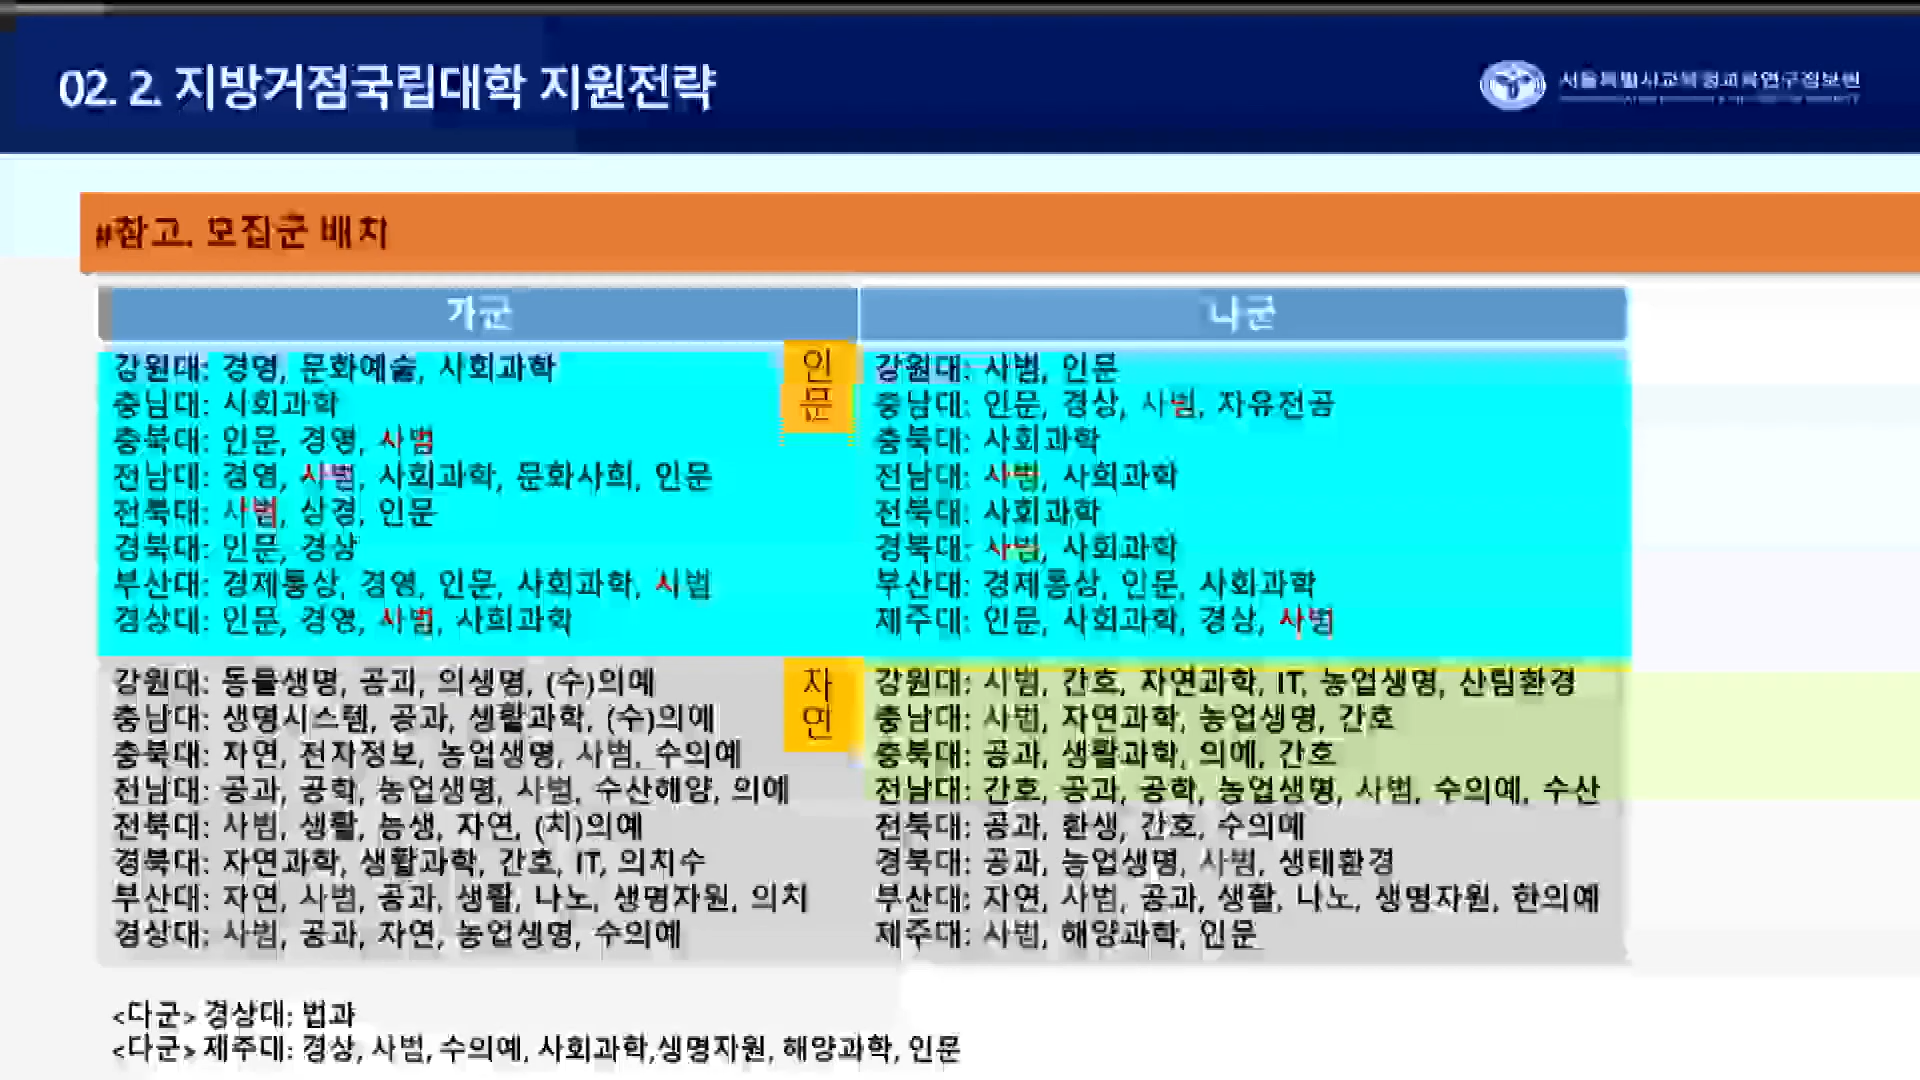 02. 2. 지방거점국립대학 지원전략
서울특별시교육청교육연구정보원
#참고. 모집군 배치
가군
나군
인문
강원대: 경영, 문화예술, 사회과학
충남대: 사회과학
충북대: 인문, 경영, 사범
전남대: 경영, 사범, 사회과학, 문화사회, 인문
전북대: 사범, 상경, 인문
경북대: 인문, 경상
부산대: 경제통상, 경영, 인문, 사회과학, 사범
경상대: 인문, 경영, 사범, 사회과학
강원대: 사범, 인문
충남대: 인문, 경상, 사범, 자유전공
충북대: 사회과학
전남대: 사범, 사회과학
전북대: 사회과학
경북대: 사범, 사회과학
부산대: 경제통상, 인문, 사회과학
제주대: 인문, 사회과학, 경상, 사범
자연
강원대: 동물생명, 공과, 의생명, (수)의예
충남대: 생명시스템, 공과, 생활과학, (수)의예
충북대: 자연, 전자정보, 농업생명, 사범, 수의예
전남대: 공과, 공학, 농업생명, 사범, 수산해양, 의예
전북대: 사범, 생활, 농생, 자연, (치)의예
경북대: 자연과학, 생활과학, 간호, IT, 의치수
부산대: 자연, 사범, 공과, 생활, 나노, 생명자원, 의치
경상대: 사범, 공과, 자연, 농업생명, 수의예
강원대: 사범, 간호, 자연과학, IT, 농업생명, 산림환경
충남대: 사범, 자연과학, 농업생명, 간호
충북대: 공과, 생활과학, 의예, 간호
전남대: 간호, 공과, 공학, 농업생명, 사범, 수의예, 수산
전북대: 공과, 환생, 간호, 수의예
경북대: 공과, 농업생명, 사범, 생태환경
부산대: 자연, 사범, 공과, 생활, 나노, 생명자원, 한의예
제주대: 사범, 해양과학, 인문
<다군> 경상대: 법과
<다군> 제주대: 경상, 사범, 수의예, 사회과학,생명자원, 해양과학, 인문